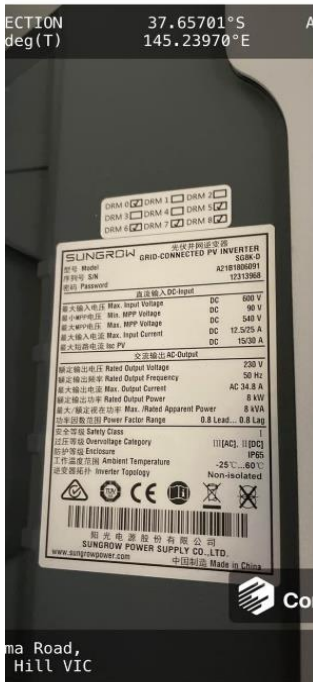 ECTION 37.65701°S A
deg(T) 145.23970°E
DRM 0☑ DRM 1☐ DRM 2☐
DRM 3☐ DRM 4☐ DRM 5☑
DRM 6☑ DRM 7☑ DRM 8☑
SUNGROW 光伏并网逆变器
GRID-CONNECTED PV INVERTER
型号 Model SG8K-D
序列号 S/N A21B1806091
密码 Password 12313968
直流输入 DC-Input
最大输入电压 Max. Input Voltage DC 600 V
最小MPP电压 Min. MPP Voltage DC 90 V
最大MPP电压 Max. MPP Voltage DC 540 V
最大输入电流 Max. Input Current DC 12.5/25 A
最大短路电流 Isc PV DC 15/30 A
交流输出 AC-Output
额定输出电压 Rated Output Voltage 230 V
额定输出频率 Rated Output Frequency 50 Hz
最大输出电流 Max. Output Current AC 34.8 A
额定输出功率 Rated Output Power 8 kW
最大/额定视在功率 Max. /Rated Apparent Power 8 kVA
功率因数范围 Power Factor Range 0.8 Lead... 0.8 Lag
安全等级 Safety Class I
过压等级 Overvoltage Category III[AC], II[DC]
防护等级 Enclosure IP65
工作温度范围 Ambient Temperature -25℃...60℃
逆变器拓扑 Inverter Topology Non-isolated
CE
阳光电源股份有限公司
SUNGROW POWER SUPPLY CO.,LTD.
www.sungrowpower.com 中国制造 Made in China
Co
ma Road,
Hill VIC